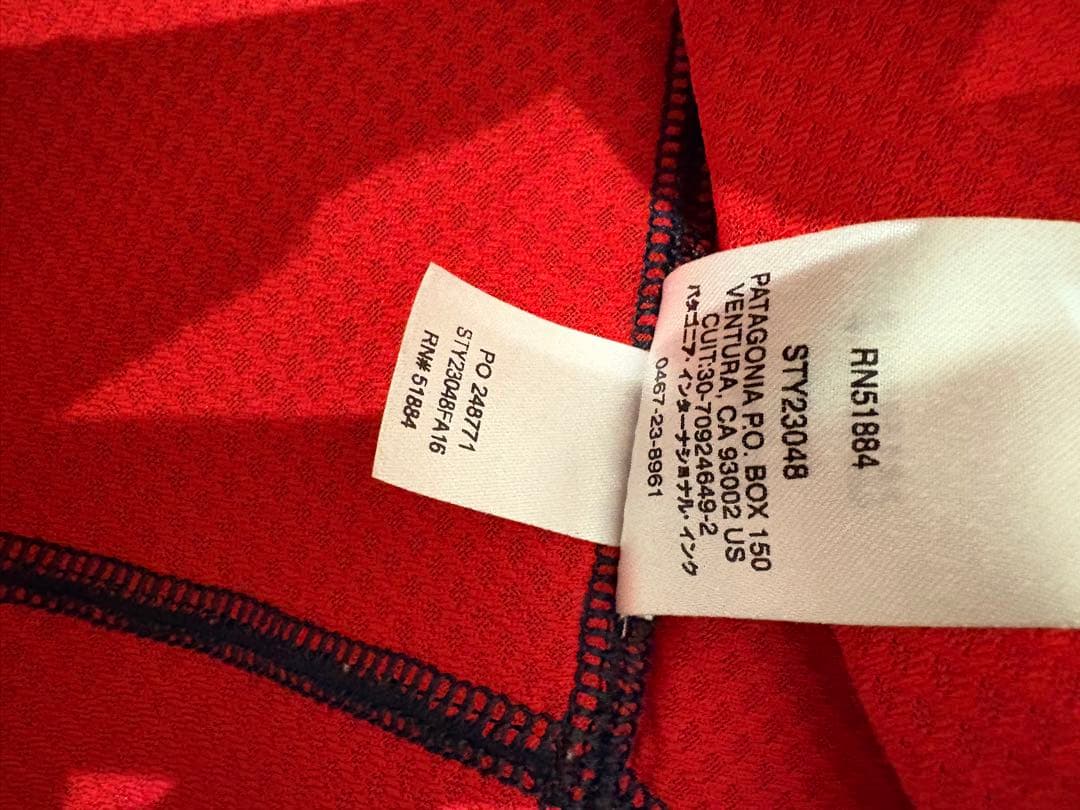 RN51884
STY23048
PATAGONIA P.O. BOX 150
VENTURA, CA 93002 US
CUIT:30-70924649-2
パタゴニア・インターナショナル・インク
0467-23-8961
PO 248771
STY23048FA16
RN# 51884